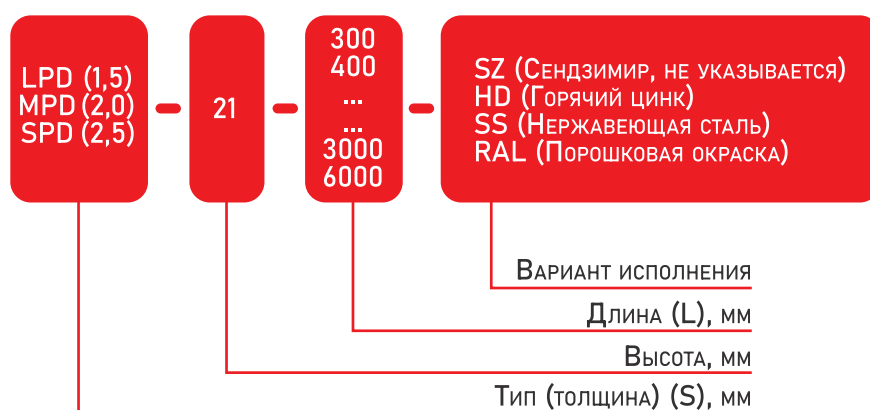 LPD (1,5)
MPD (2,0)
SPD (2,5)
21
300
400
...
...
3000
6000
SZ (Сендзимир, не указывается)
HD (Горячий цинк)
SS (Нержавеющая сталь)
RAL (Порошковая окраска)
Вариант исполнения
Длина (L), мм
Высота, мм
Тип (толщина) (S), мм